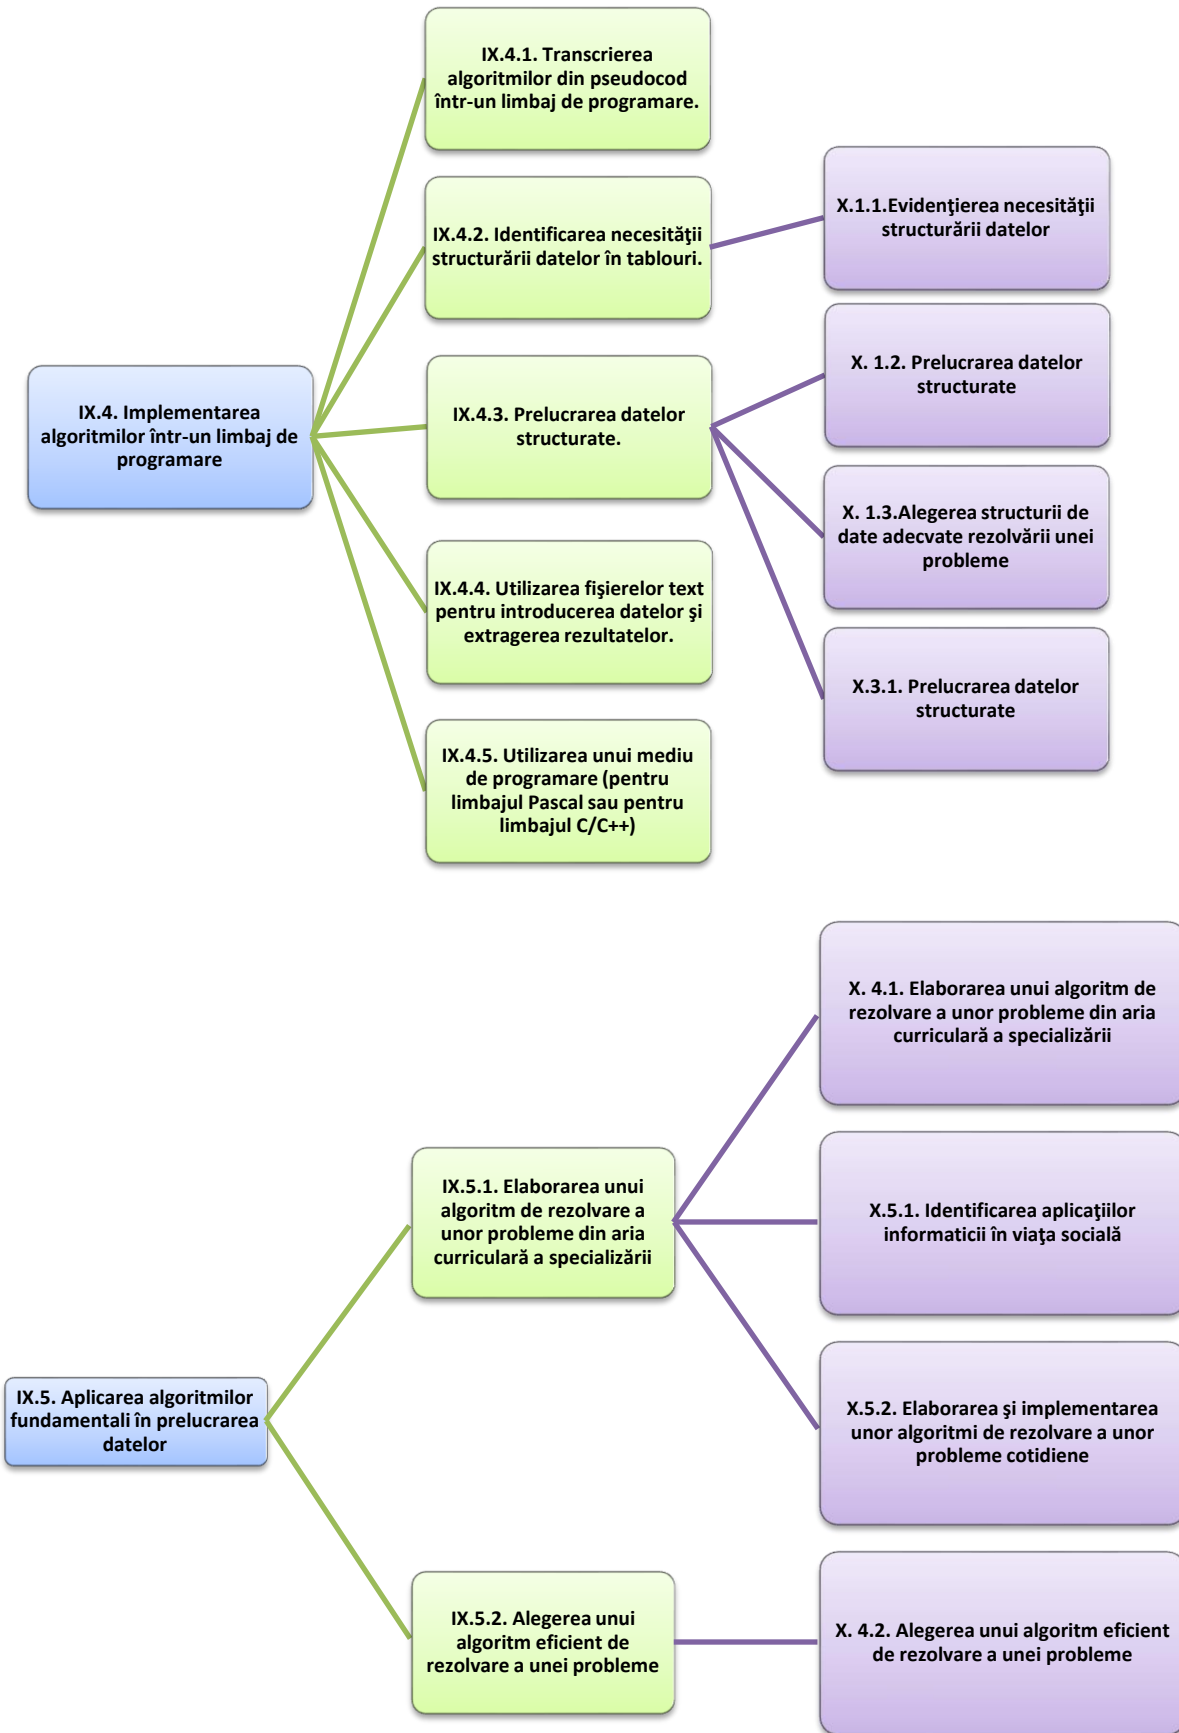 IX.4. Implementarea
algoritmilor într-un limbaj de
programare
IX.4.1. Transcrierea
algoritmilor din pseudocod
într-un limbaj de programare.
IX.4.2. Identificarea necesităţii
structurării datelor în tablouri.
X.1.1.Evidenţierea necesităţii
structurării datelor
IX.4.3. Prelucrarea datelor
structurate.
X. 1.2. Prelucrarea datelor
structurate
X. 1.3.Alegerea structurii de
date adecvate rezolvării unei
probleme
X.3.1. Prelucrarea datelor
structurate
IX.4.4. Utilizarea fişierelor text
pentru introducerea datelor şi
extragerea rezultatelor.
IX.4.5. Utilizarea unui mediu
de programare (pentru
limbajul Pascal sau pentru
limbajul C/C++)
IX.5. Aplicarea algoritmilor
fundamentali în prelucrarea
datelor
IX.5.1. Elaborarea unui
algoritm de rezolvare a
unor probleme din aria
curriculară a specializării
X. 4.1. Elaborarea unui algoritm de
rezolvare a unor probleme din aria
curriculară a specializării
X.5.1. Identificarea aplicaţiilor
informaticii în viaţa socială
X.5.2. Elaborarea şi implementarea
unor algoritmi de rezolvare a unor
probleme cotidiene
IX.5.2. Alegerea unui
algoritm eficient de
rezolvare a unei probleme
X. 4.2. Alegerea unui algoritm eficient
de rezolvare a unei probleme